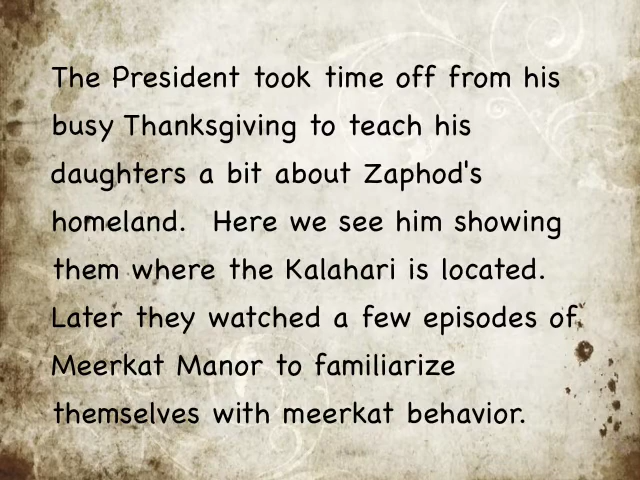 The President took time off from his
busy Thanksgiving to teach his
daughters a bit about Zaphod's
homeland.  Here we see him showing
them where the Kalahari is located.
Later they watched a few episodes of
Meerkat Manor to familiarize
themselves with meerkat behavior.